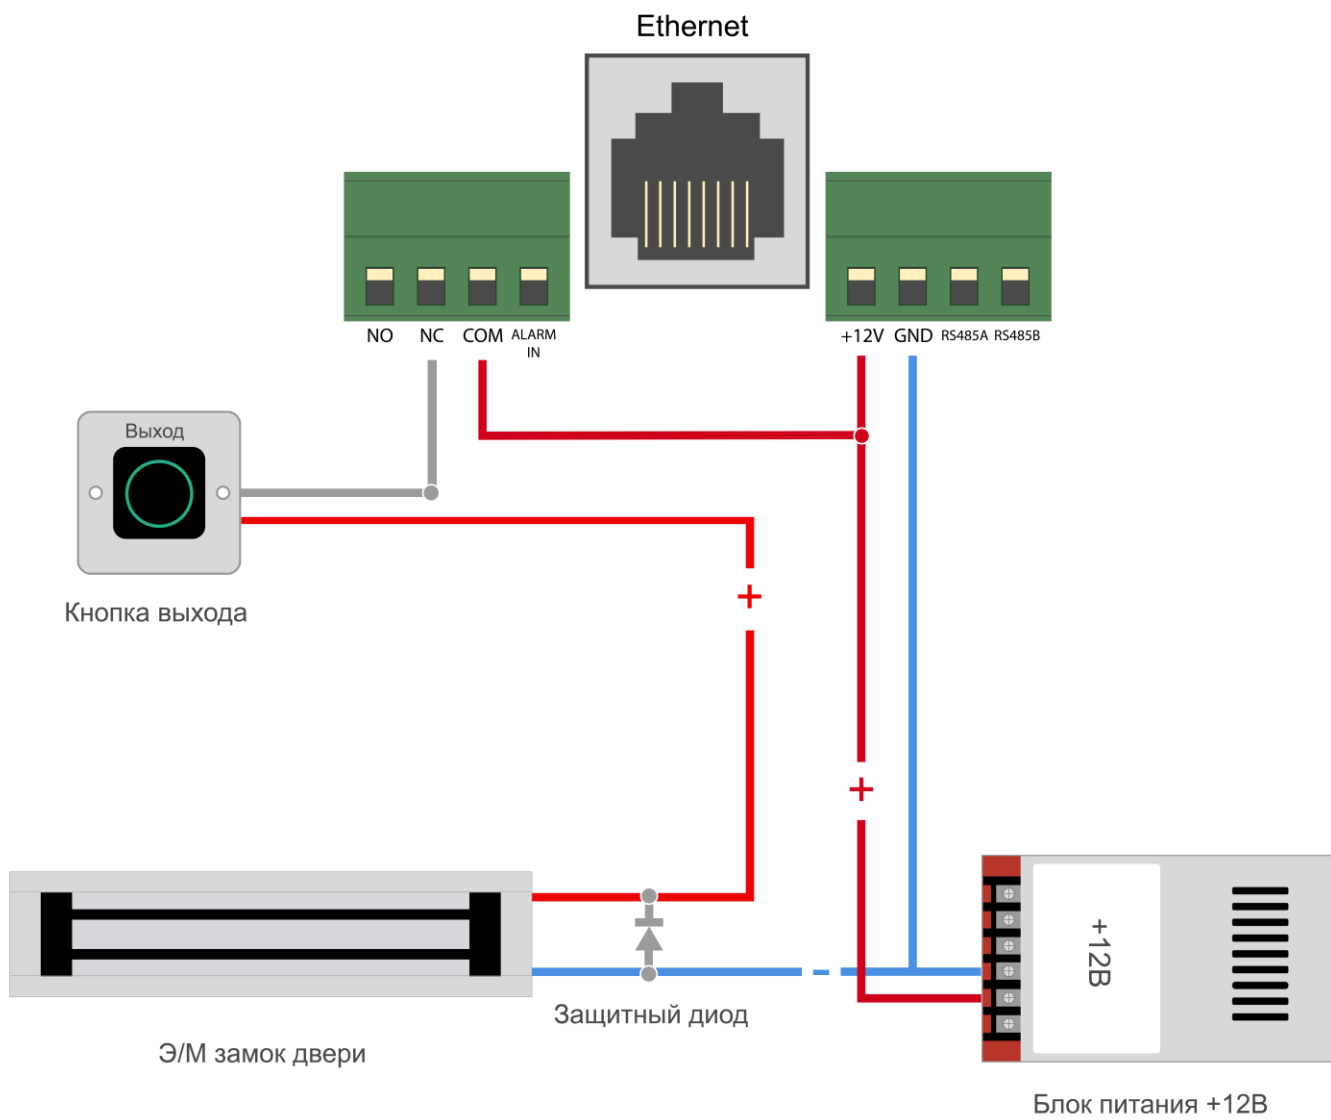 Ethernet
NO NC COM ALARM IN
+12V GND RS485A RS485B
Выход
Кнопка выхода
+
+
-
+12В
Защитный диод
Э/М замок двери
Блок питания +12В